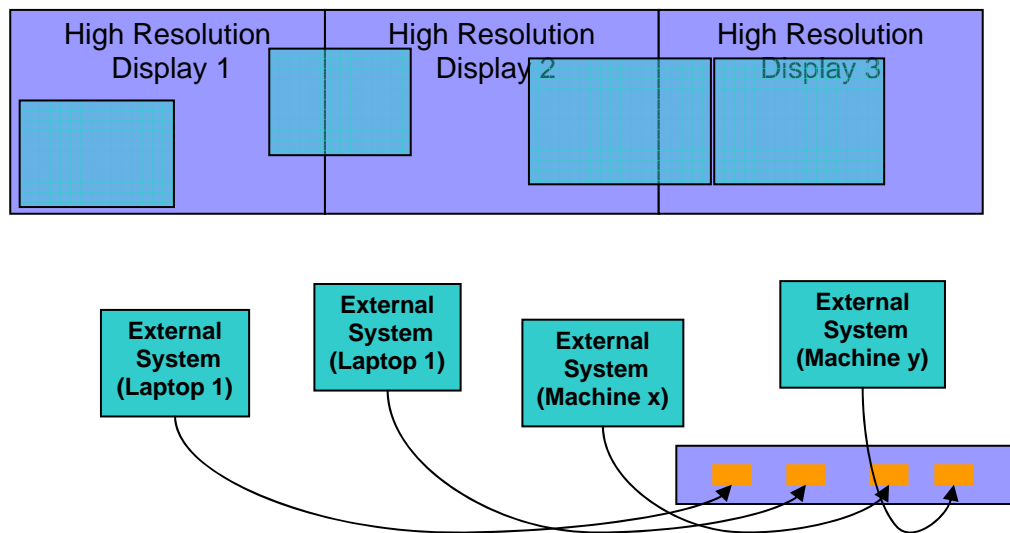 High Resolution
Display 1
High Resolution
Display 2
High Resolution
Display 3
External
System
(Laptop 1)
External
System
(Laptop 1)
External
System
(Machine x)
External
System
(Machine y)